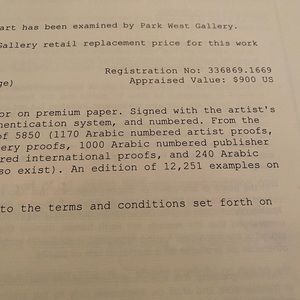 art has been examined by Park West Gallery.
Gallery retail replacement price for this work
Registration No: 336869.1669
ge) Appraised Value: $900 US
or on premium paper. Signed with the artist's
hentication system, and numbered. From the
of 5850 (1170 Arabic numbered artist proofs,
ery proofs, 1000 Arabic numbered publisher
red international proofs, and 240 Arabic
so exist). An edition of 12,251 examples on
to the terms and conditions set forth on